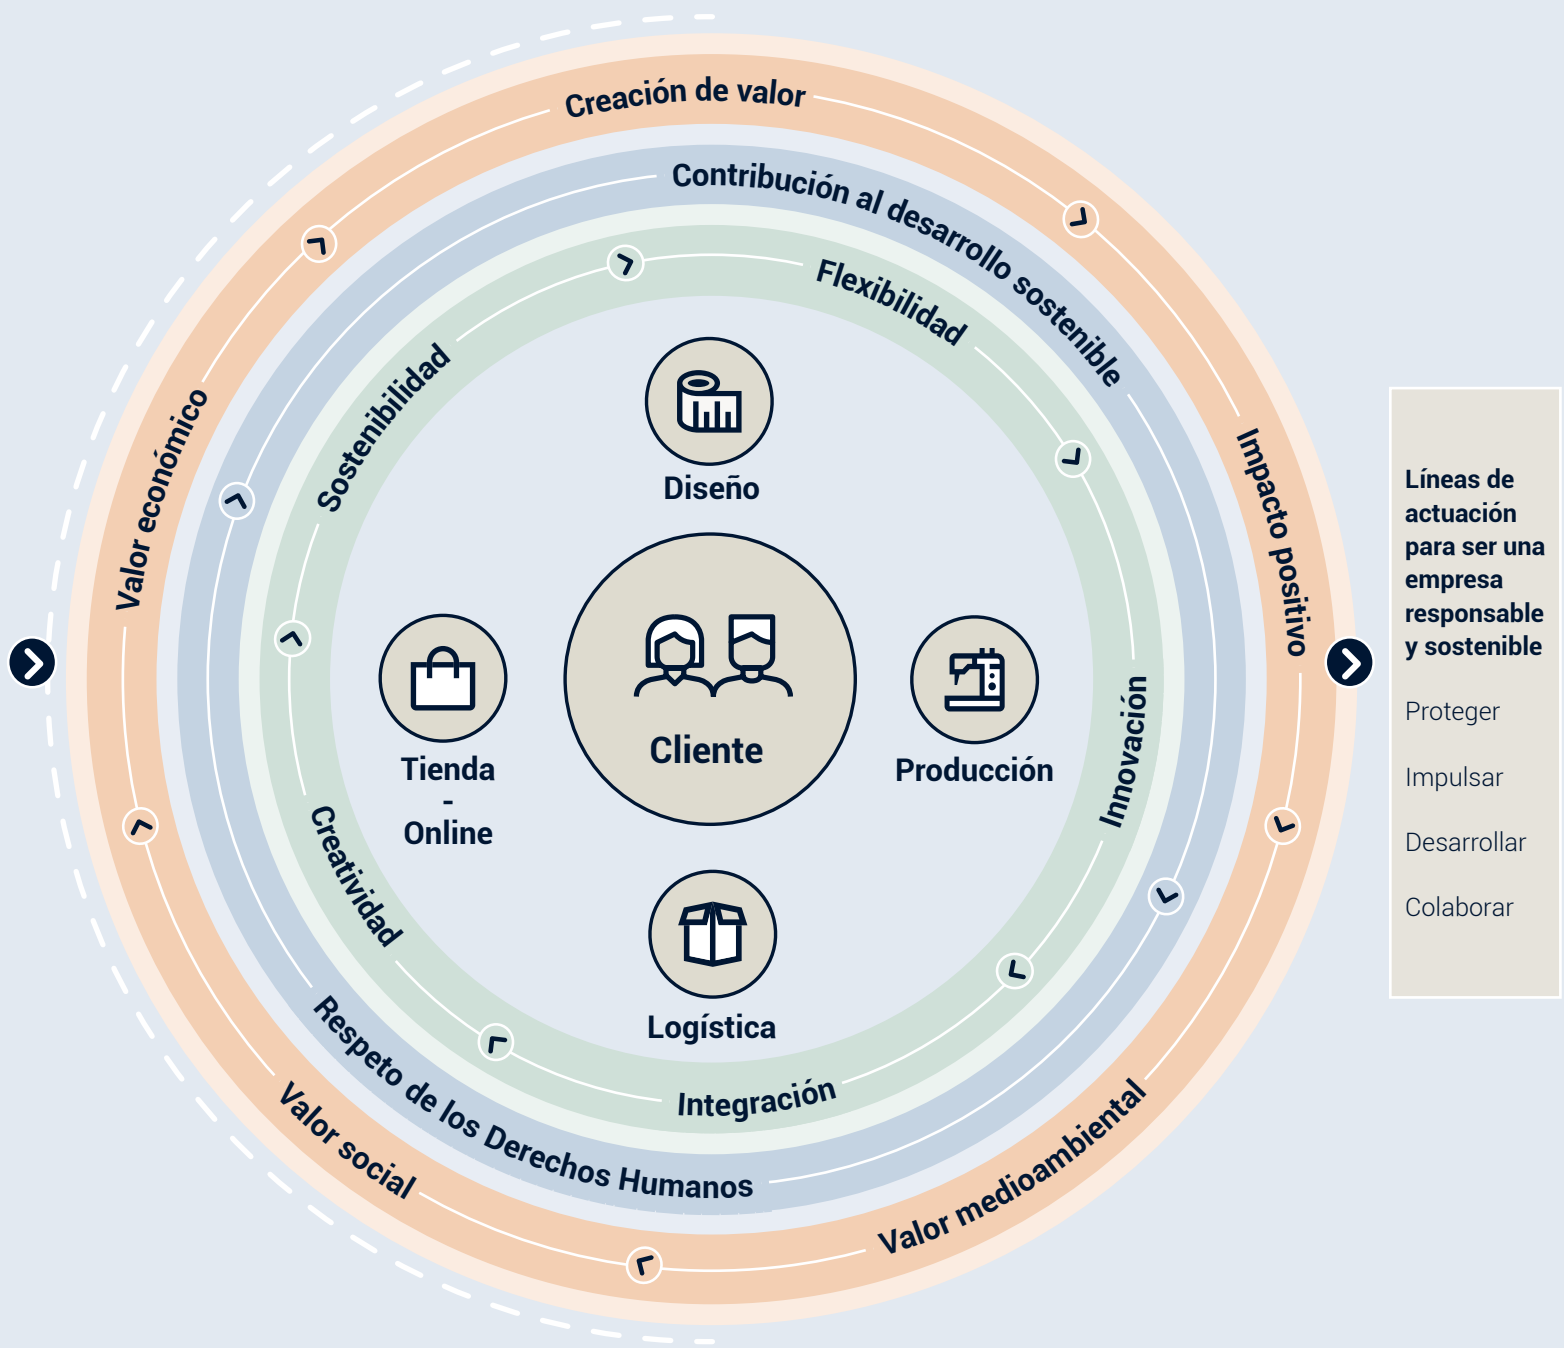 Creación de valor
Impacto positivo
Valor medioambiental
Valor social
Valor económico
Contribución al desarrollo sostenible
Respeto de los Derechos Humanos
Flexibilidad
Innovación
Integración
Creatividad
Sostenibilidad
Diseño
Cliente
Tienda
-
Online
Producción
Logística
Líneas de
actuación
para ser una
empresa
responsable
y sostenible
Proteger
Impulsar
Desarrollar
Colaborar